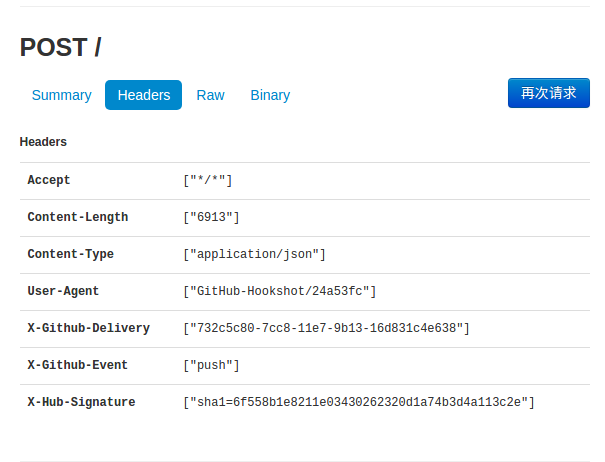 POST /
Summary Headers Raw Binary 再次请求
Headers
Accept ["*/*"]
Content-Length ["6913"]
Content-Type ["application/json"]
User-Agent ["GitHub-Hookshot/24a53fc"]
X-Github-Delivery ["732c5c80-7cc8-11e7-9b13-16d831c4e638"]
X-Github-Event ["push"]
X-Hub-Signature ["sha1=6f558b1e8211e03430262320d1a74b3d4a113c2e"]